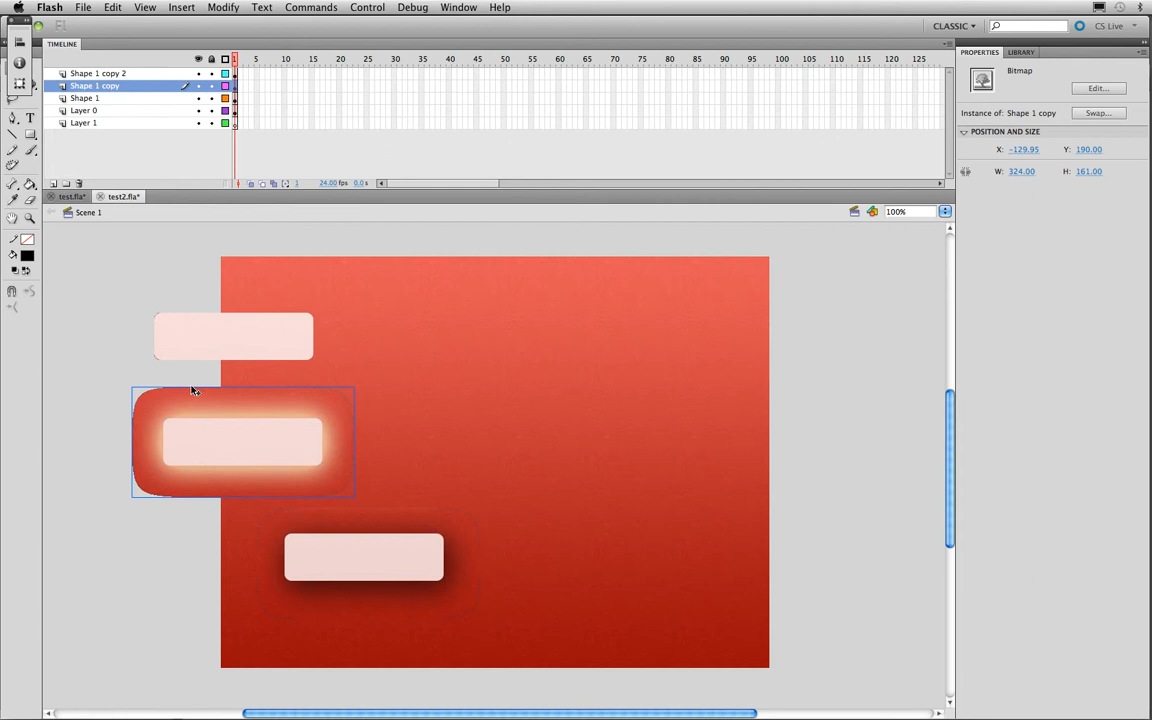 Flash File Edit View Insert Modify Text Commands Control Debug Window Help
Fl CLASSIC CS Live
TIMELINE PROPERTIES LIBRARY
1 5 10 15 20 25 30 35 40 45 50 55 60 65 70 75 80 85 90 95 100 105 110 115 120 125
Shape 1 copy 2
Shape 1 copy
Shape 1
Layer 0
Layer 1
Bitmap
Edit...
Instance of: Shape 1 copy Swap...
POSITION AND SIZE
X: -129.95 Y: 190.00
W: 324.00 H: 161.00
1 24.00 fps 0.0 s
test.fla* test2.fla*
Scene 1 100%
T